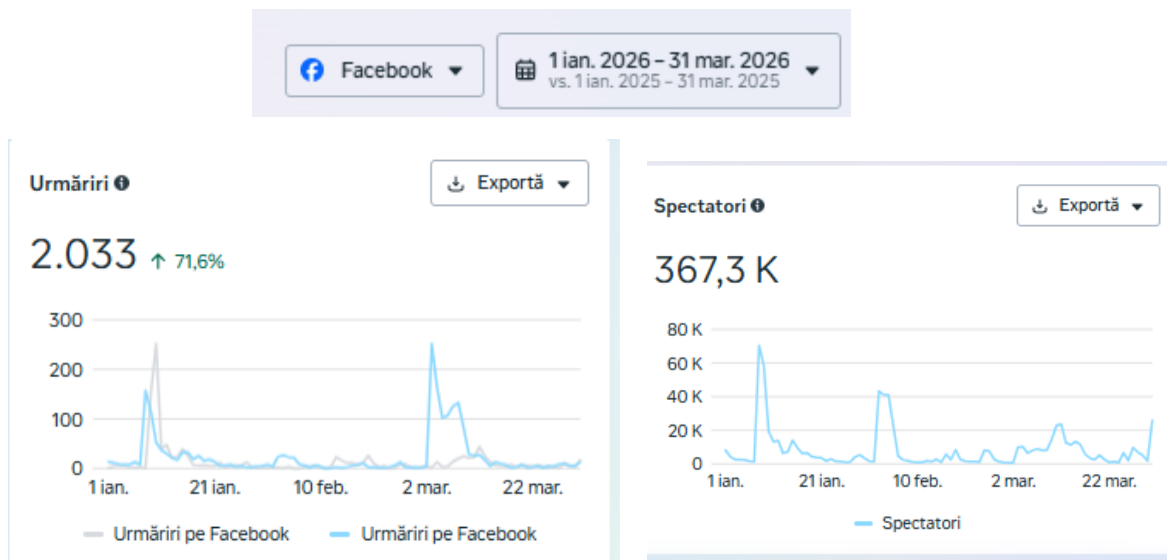 Facebook
1 ian. 2026 – 31 mar. 2026
vs. 1 ian. 2025 – 31 mar. 2025
Urmăriri
Exportă
2.033 ↑ 71,6%
300
200
100
0
1 ian. 21 ian. 10 feb. 2 mar. 22 mar.
Urmăriri pe Facebook Urmăriri pe Facebook
Spectatori
Exportă
367,3 K
80 K
60 K
40 K
20 K
0
1 ian. 21 ian. 10 feb. 2 mar. 22 mar.
Spectatori